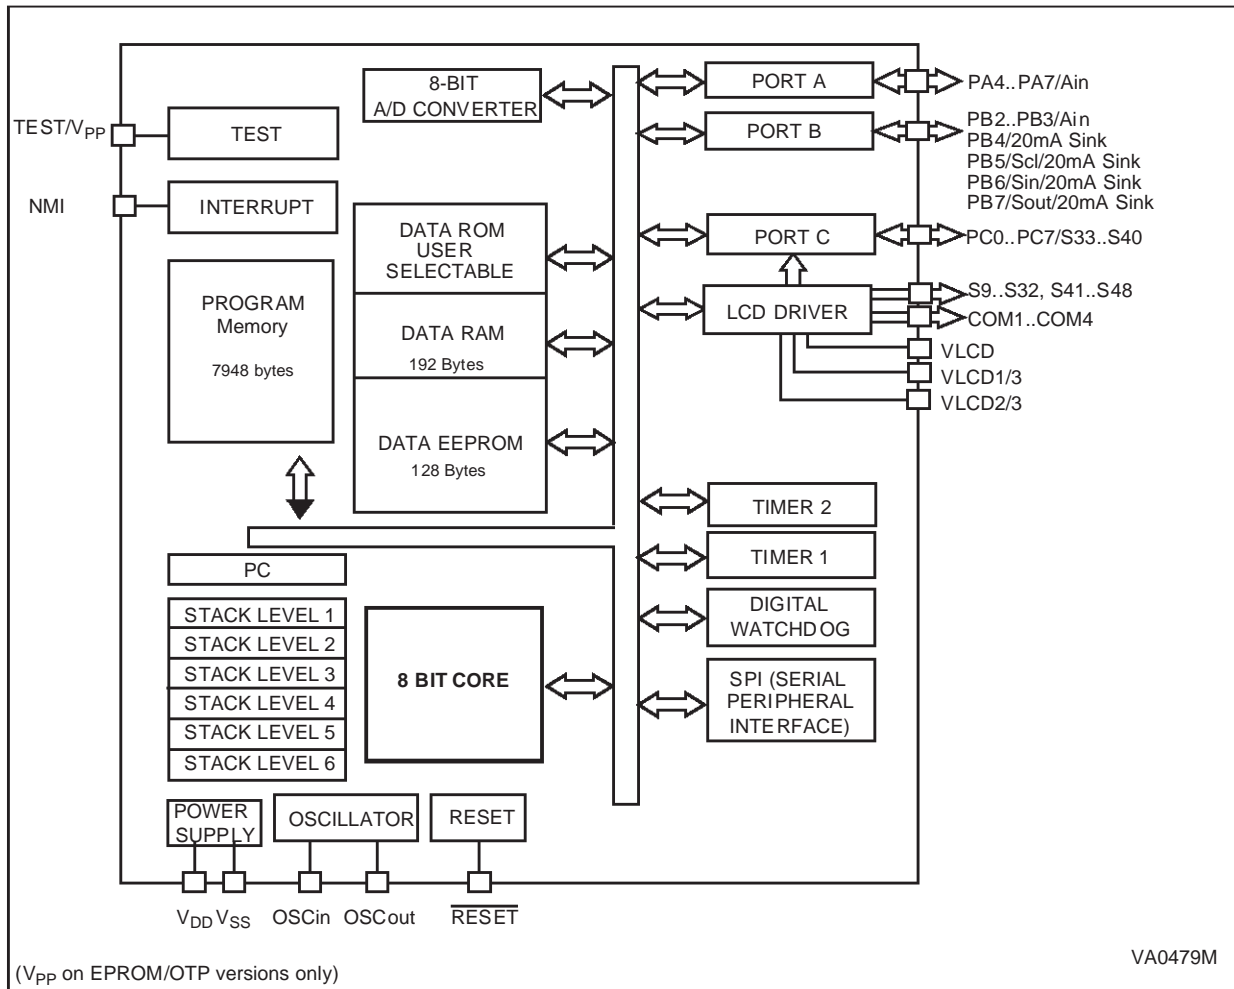 8-BIT
A/D CONVERTER
PORT A
PA4..PA7/Ain
TEST/VPP
TEST
PORT B
PB2..PB3/Ain
PB4/20mA Sink
PB5/Scl/20mA Sink
PB6/Sin/20mA Sink
PB7/Sout/20mA Sink
NMI
INTERRUPT
DATA ROM
USER
SELECTABLE
PORT C
PC0..PC7/S33..S40
PROGRAM
Memory
7948 bytes
DATA RAM
192 Bytes
LCD DRIVER
S9..S32, S41..S48
COM1..COM4
VLCD
VLCD1/3
VLCD2/3
DATA EEPROM
128 Bytes
TIMER 2
TIMER 1
PC
STACK LEVEL 1
STACK LEVEL 2
STACK LEVEL 3
STACK LEVEL 4
STACK LEVEL 5
STACK LEVEL 6
8 BIT CORE
DIGITAL
WATCHDOG
SPI (SERIAL
PERIPHERAL
INTERFACE)
POWER
SUPPLY
OSCILLATOR
RESET
VDD VSS
OSCin
OSCout
RESET
VA0479M
(VPP on EPROM/OTP versions only)